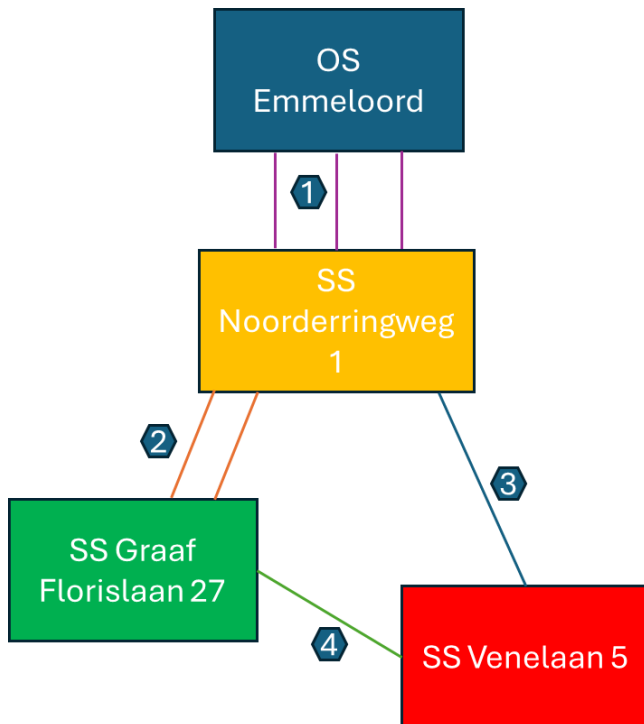 OS
Emmeloord
1
SS
Noorderringweg
1
2
3
SS Graaf
Florislaan 27
4
SS Venelaan 5